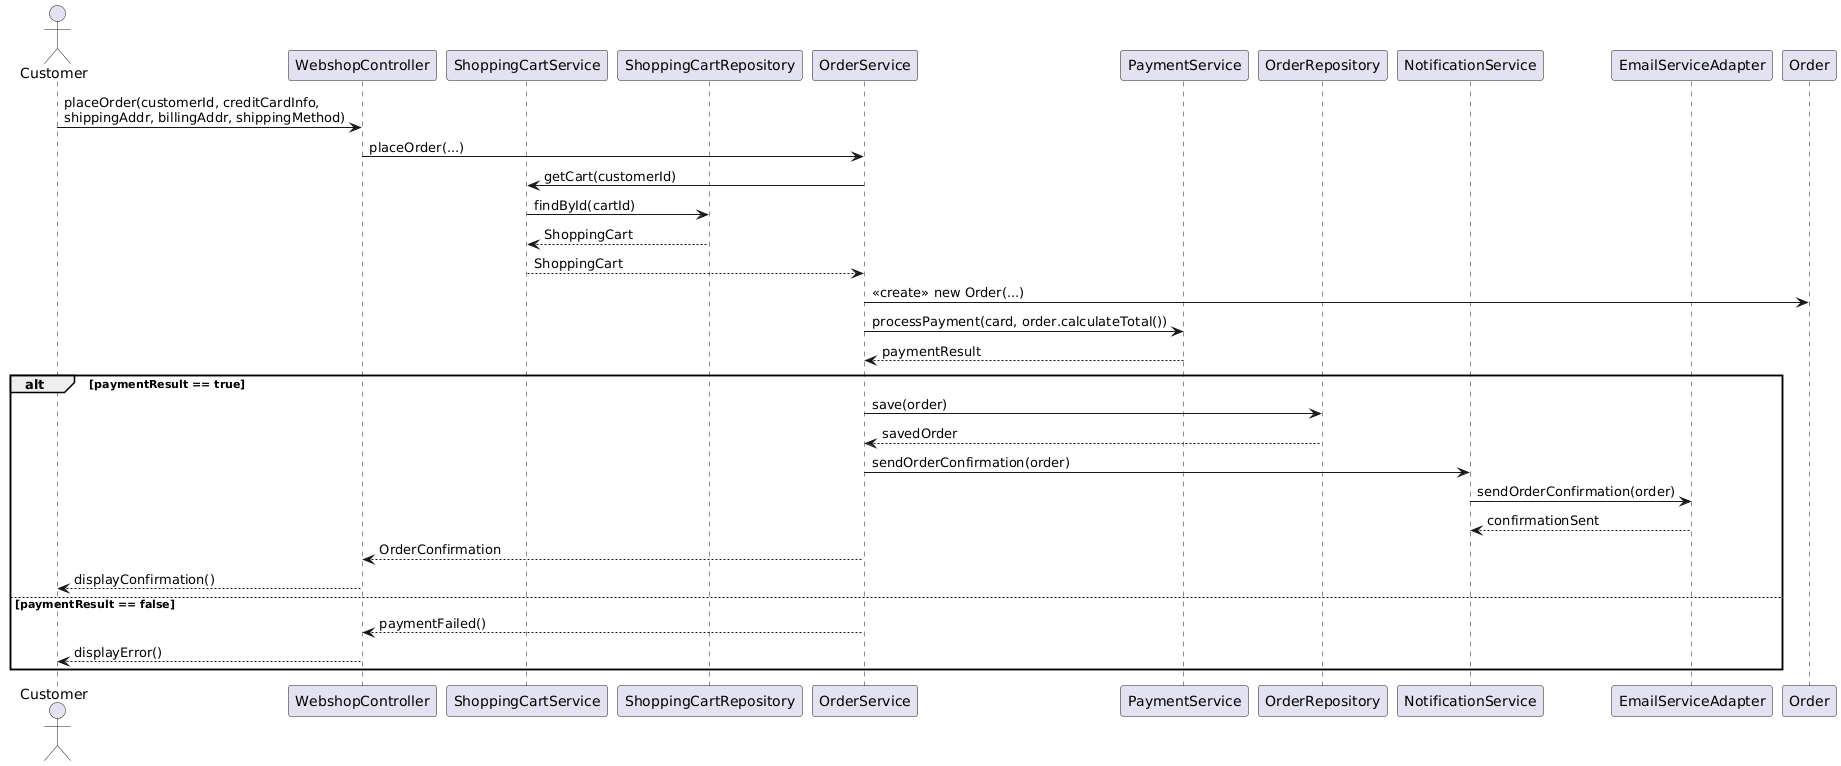 Customer
WebshopController
ShoppingCartService
ShoppingCartRepository
OrderService
PaymentService
OrderRepository
NotificationService
EmailServiceAdapter
Order
placeOrder(customerId, creditCardInfo,
shippingAddr, billingAddr, shippingMethod)
placeOrder(...)
getCart(customerId)
findById(cartId)
ShoppingCart
ShoppingCart
«create» new Order(...)
processPayment(card, order.calculateTotal())
paymentResult
alt
[paymentResult == true]
save(order)
savedOrder
sendOrderConfirmation(order)
sendOrderConfirmation(order)
confirmationSent
OrderConfirmation
displayConfirmation()
[paymentResult == false]
paymentFailed()
displayError()
Customer
WebshopController
ShoppingCartService
ShoppingCartRepository
OrderService
PaymentService
OrderRepository
NotificationService
EmailServiceAdapter
Order